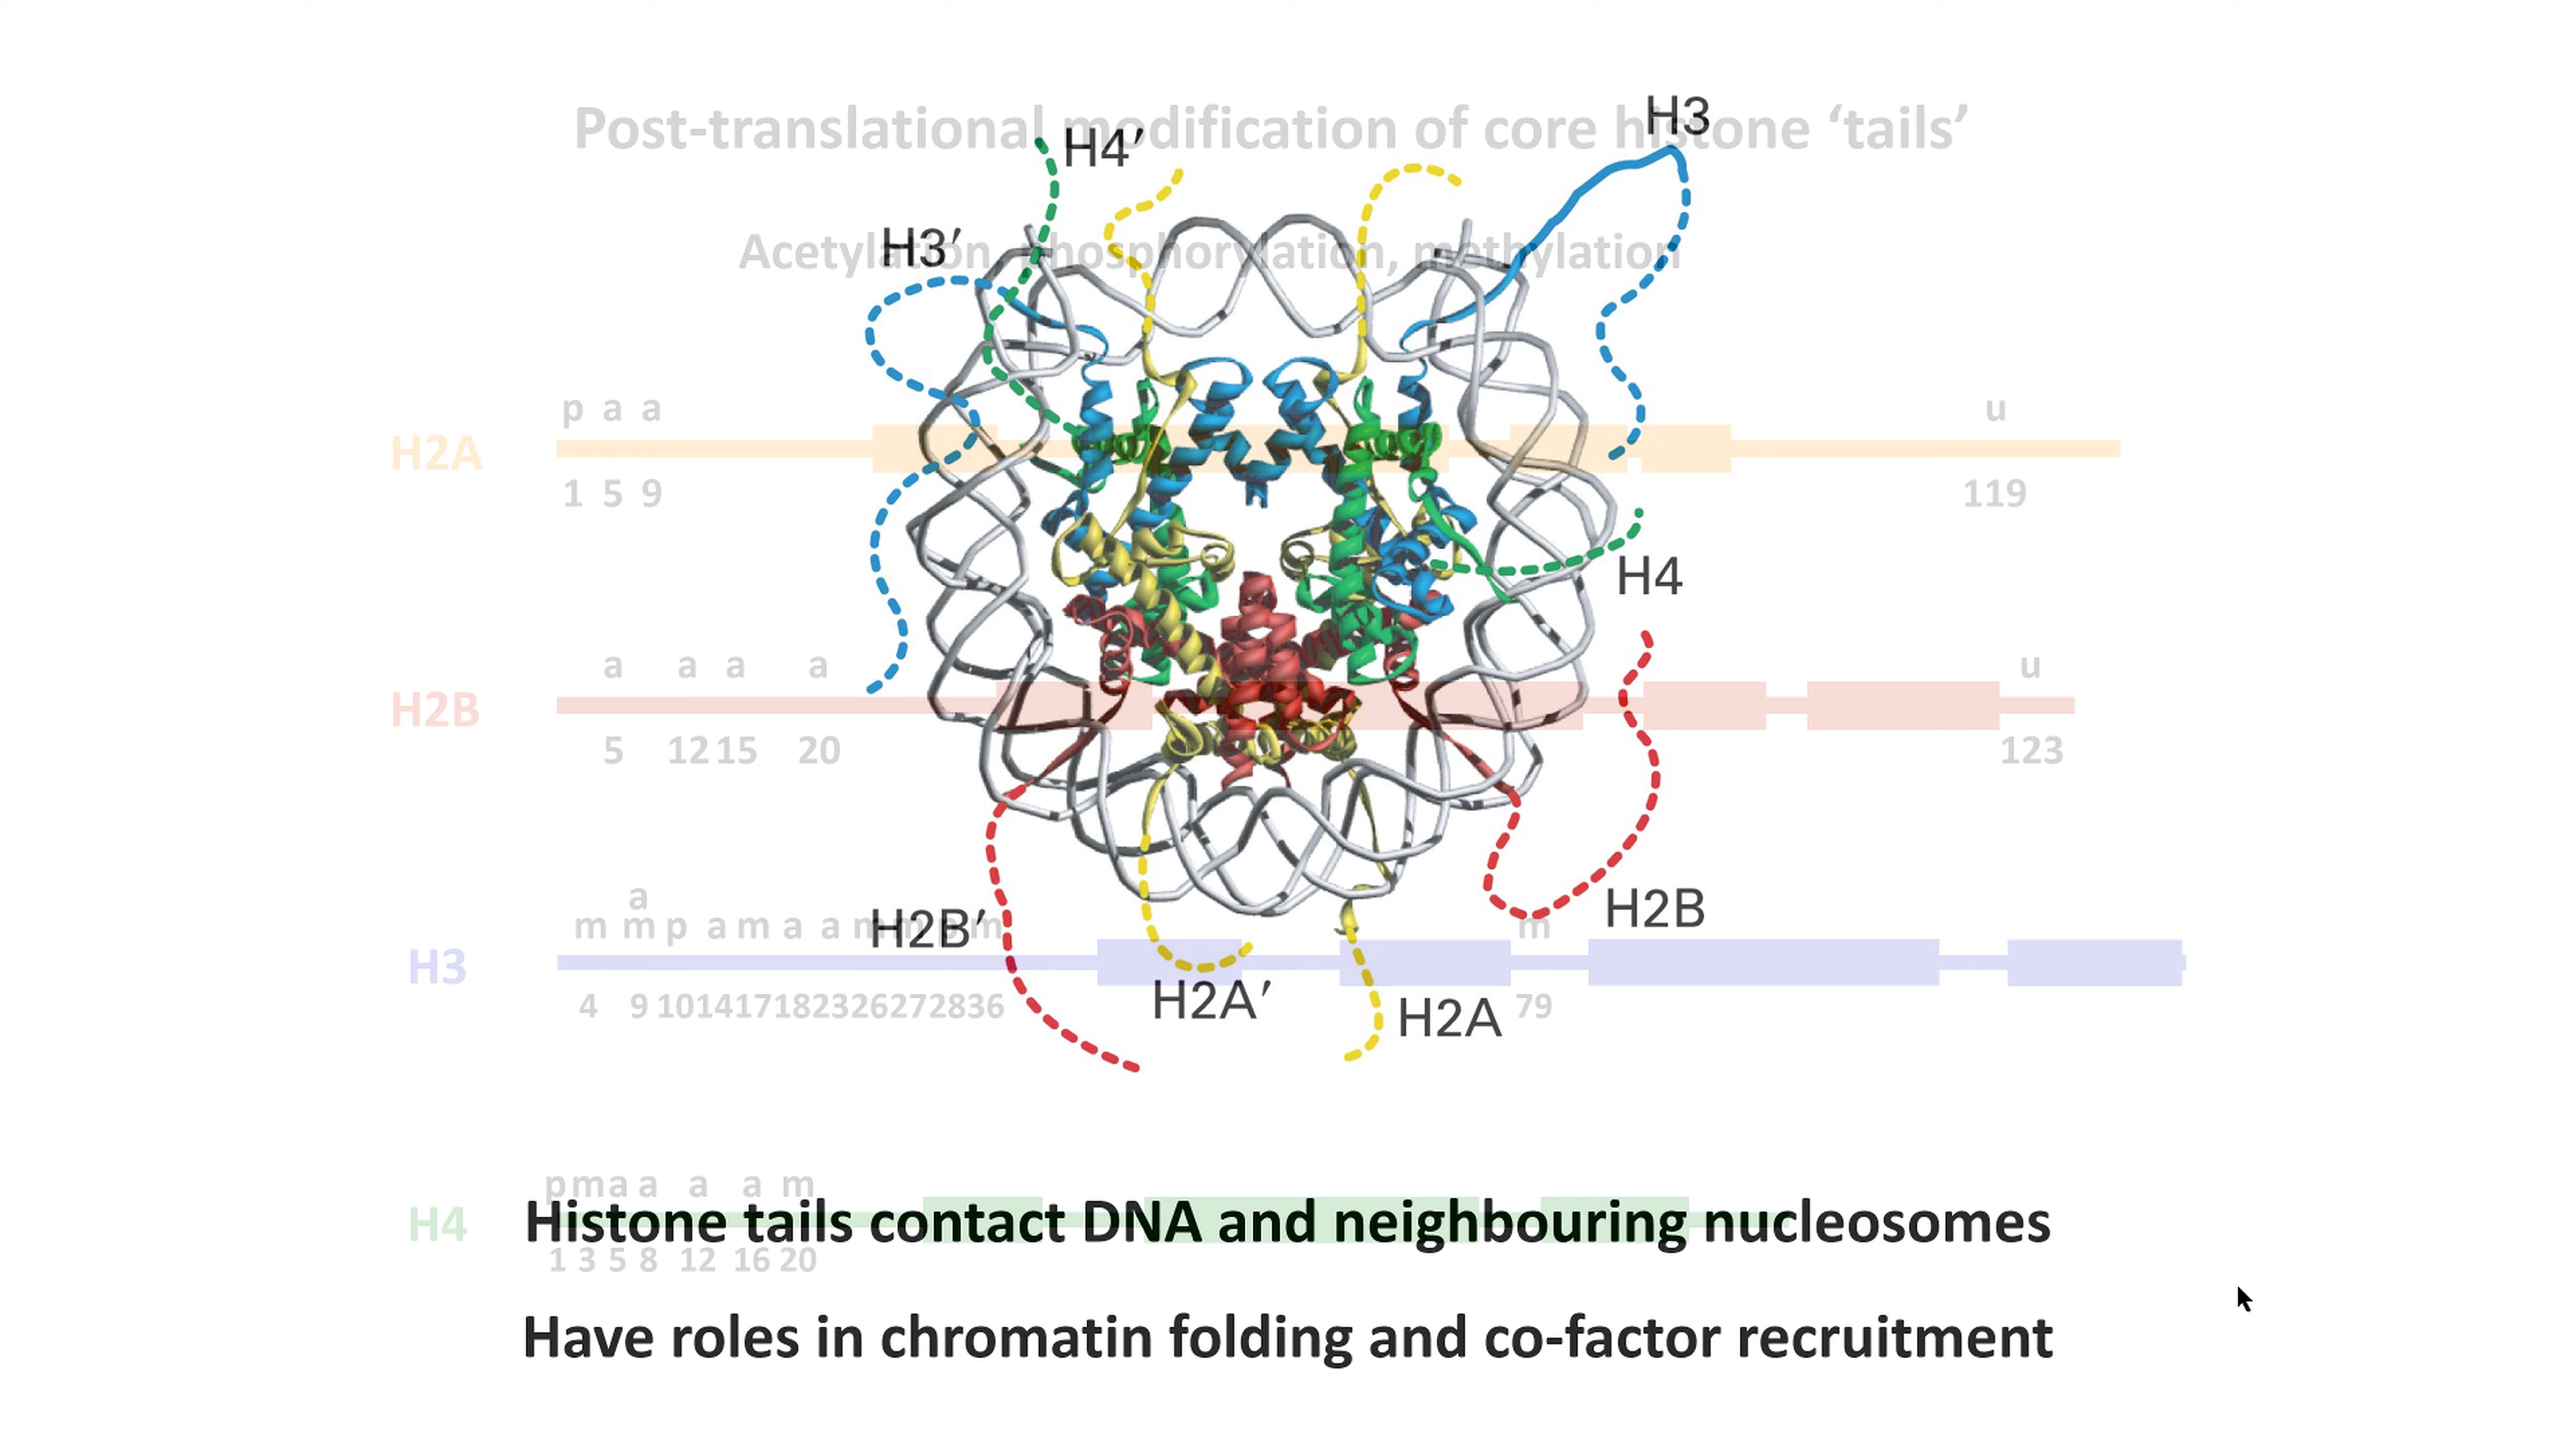 Post-translational modification of core histone ‘tails’
H3
H4′
H3′
Acetylation, phosphorylation, methylation
p a a
u
H2A
1 5 9
119
H4
a a a a
u
H2B
5 12 15 20
123
a
m m p a m a a m m p m
m
H2B′
H2B
H3
4 9 10 14 17 18 23 26 27 28 36
79
H2A′
H2A
p m a a a a m
H4
Histone tails contact DNA and neighbouring nucleosomes
1 3 5 8 12 16 20
Have roles in chromatin folding and co-factor recruitment